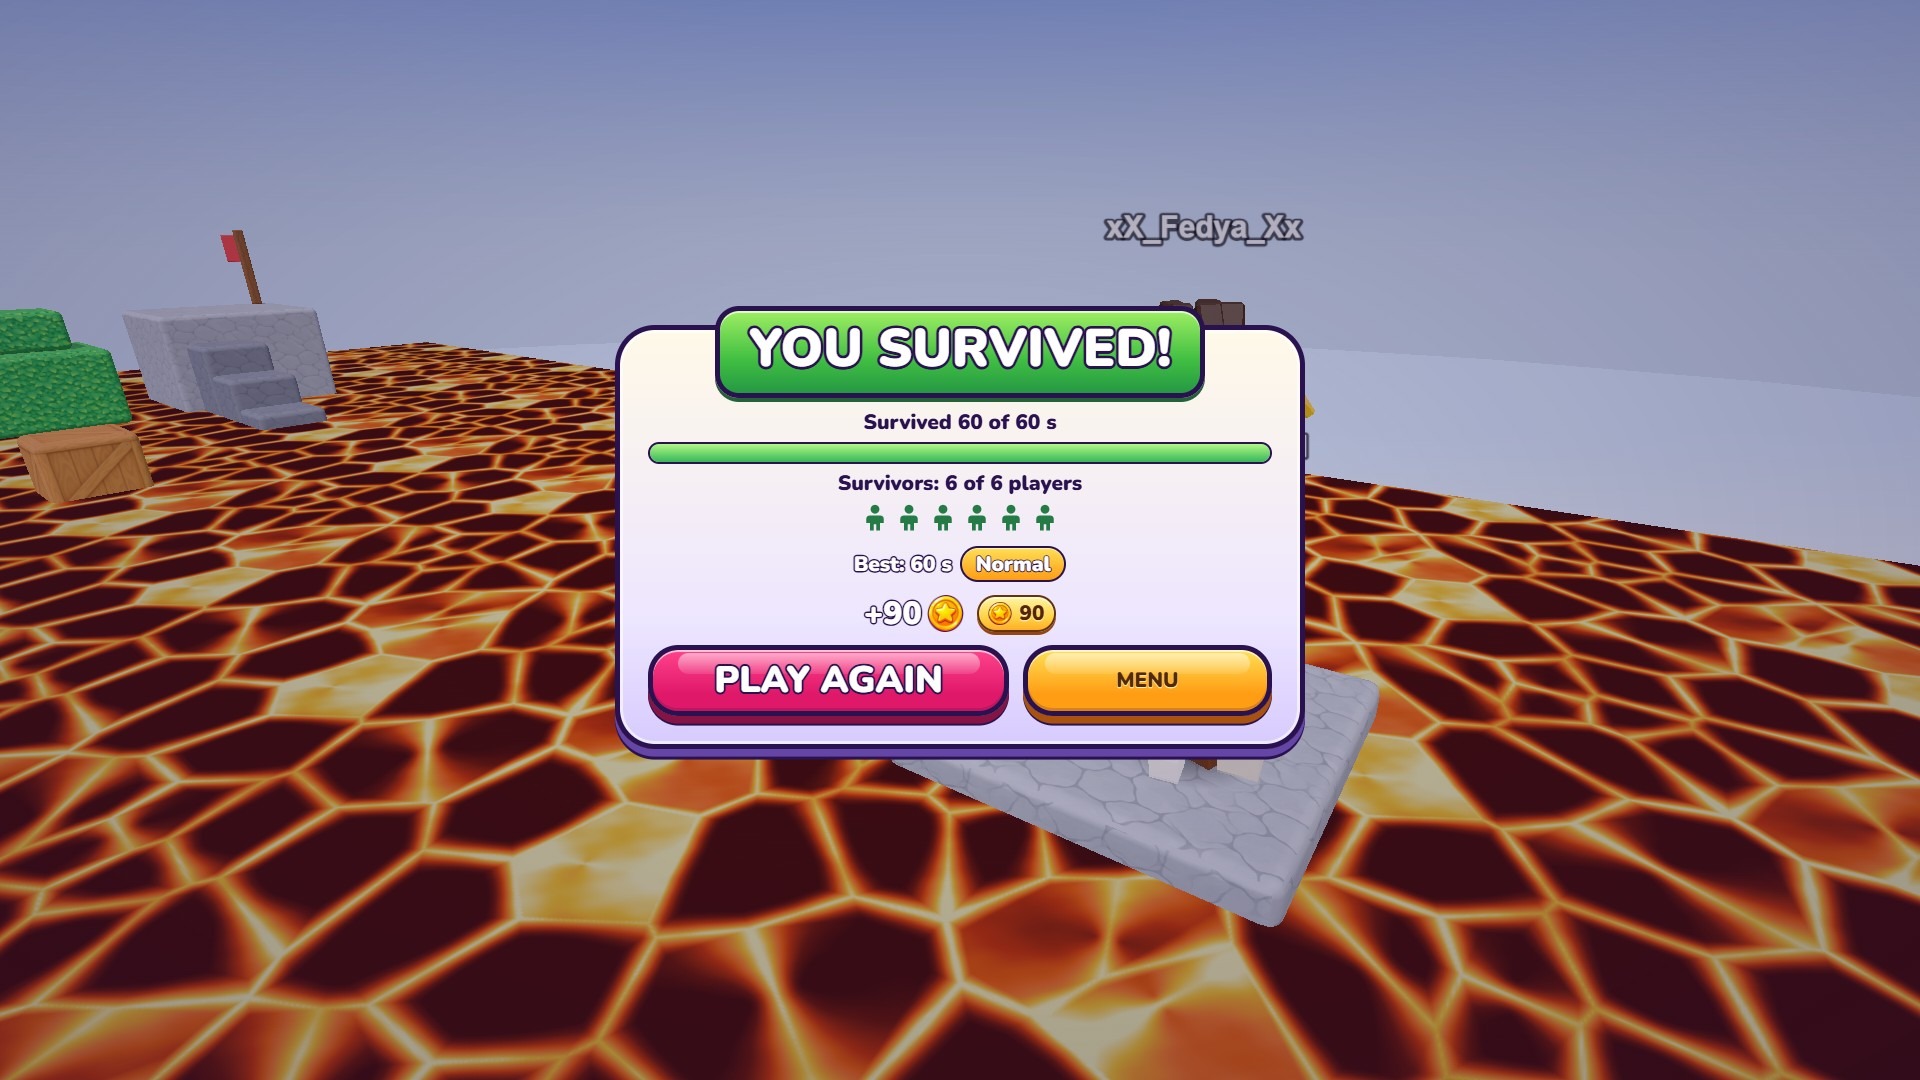 xX_Fedya_Xx
YOU SURVIVED!
Survived 60 of 60 s
Survivors: 6 of 6 players
Best: 60 s Normal
+90 90
PLAY AGAIN MENU